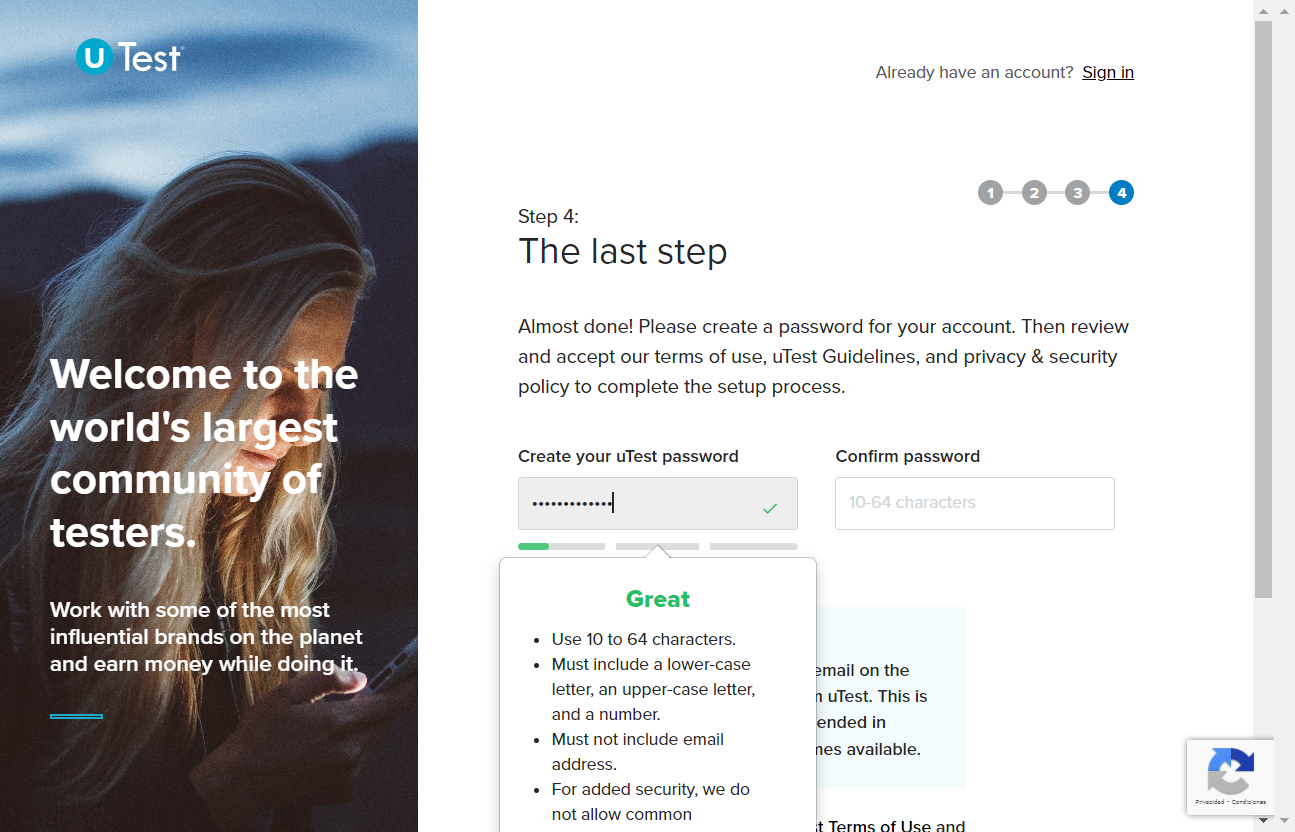 U Test
Already have an account? Sign in
1 2 3 4
Step 4:
The last step
Almost done! Please create a password for your account. Then review
and accept our terms of use, uTest Guidelines, and privacy & security
policy to complete the setup process.
Create your uTest password
Confirm password
•••••••••••••
10-64 characters
Great
• Use 10 to 64 characters.
• Must include a lower-case
letter, an upper-case letter,
and a number.
• Must not include email
address.
• For added security, we do
not allow common
email on the
uTest. This is
ended in
available.
Terms of Use and
Welcome to the
world's largest
community of
testers.
Work with some of the most
influential brands on the planet
and earn money while doing it.
Privacidad - Condiciones